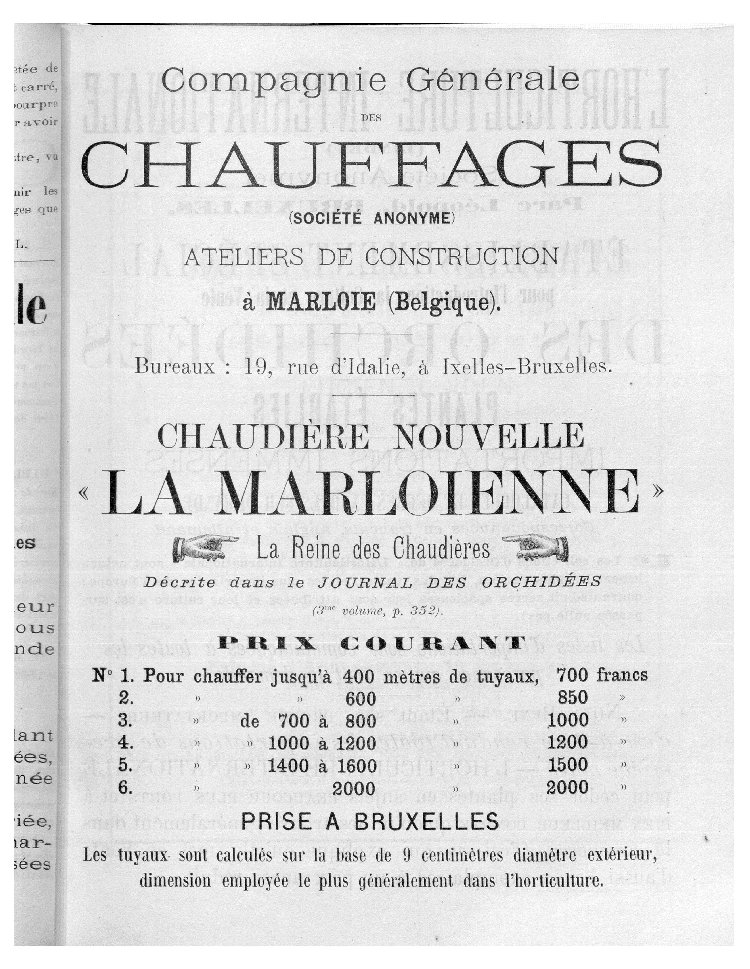 Compagnie Générale
DES
CHAUFFAGES
(SOCIÉTÉ ANONYME)
ATELIERS DE CONSTRUCTION
à MARLOIE (Belgique).
Bureaux : 19, rue d'Idalie, à Ixelles-Bruxelles.
CHAUDIÈRE NOUVELLE
« LA MARLOIENNE »
La Reine des Chaudières
Décrite dans le JOURNAL DES ORCHIDÉES
(3me volume, p. 352).
PRIX COURANT
N° 1. Pour chauffer jusqu'à 400 mètres de tuyaux, 700 francs
2. " " 600 " 850 "
3. " de 700 à 800 " 1000 "
4. " " 1000 à 1200 " 1200 "
5. " " 1400 à 1600 " 1500 "
6. " 2000 " 2000 "
PRISE A BRUXELLES
Les tuyaux sont calculés sur la base de 9 centimètres diamètre extérieur,
dimension employée le plus généralement dans l'horticulture.